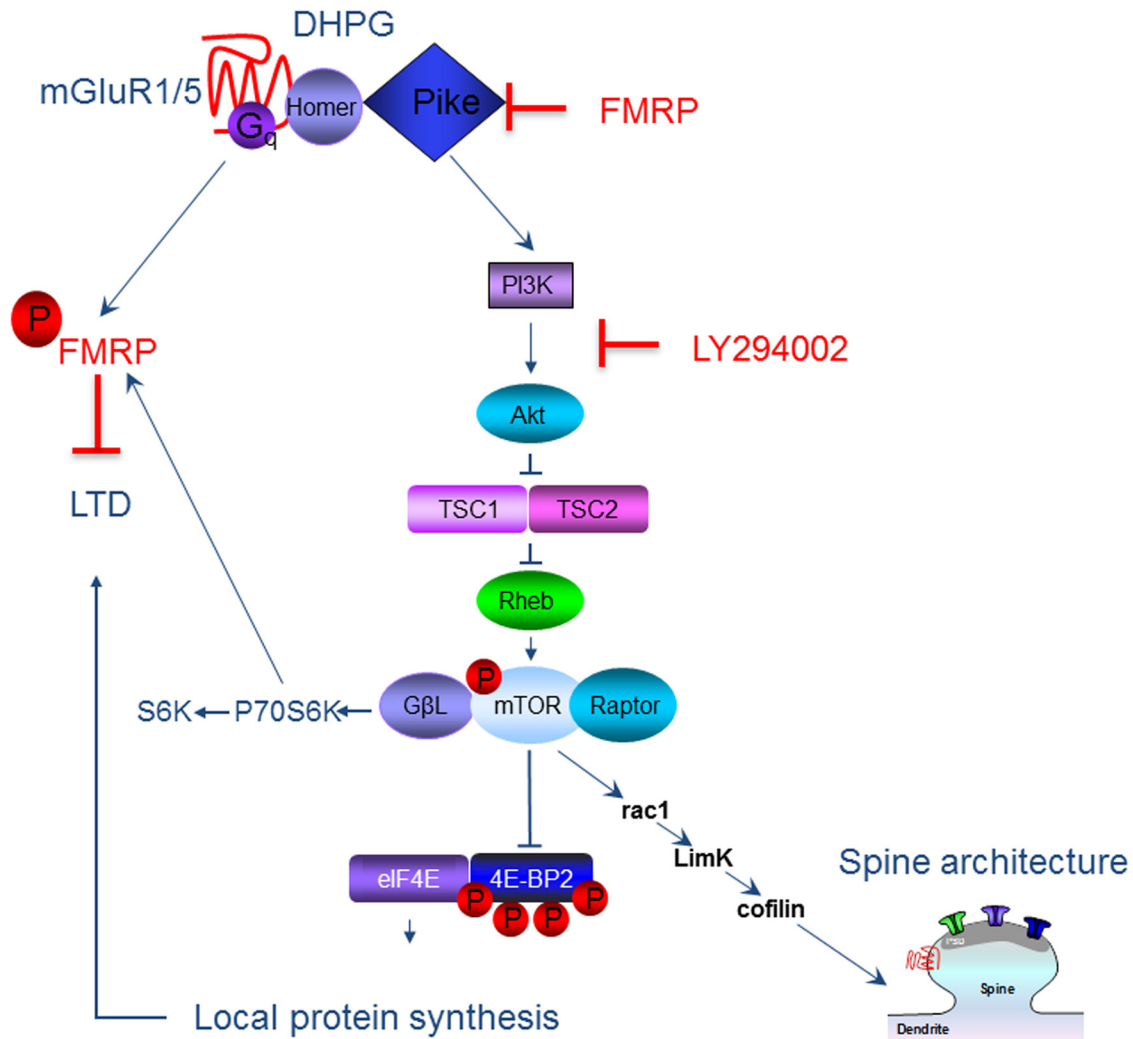 DHPG
mGluR1/5
Gq
Homer
Pike
FMRP
PI3K
P
FMRP
LY294002
Akt
LTD
TSC1
TSC2
Rheb
P
S6K
P70S6K
GβL
mTOR
Raptor
rac1
LimK
cofilin
eIF4E
4E-BP2
P
P
P
P
Spine architecture
PSD
Spine
Dendrite
Local protein synthesis